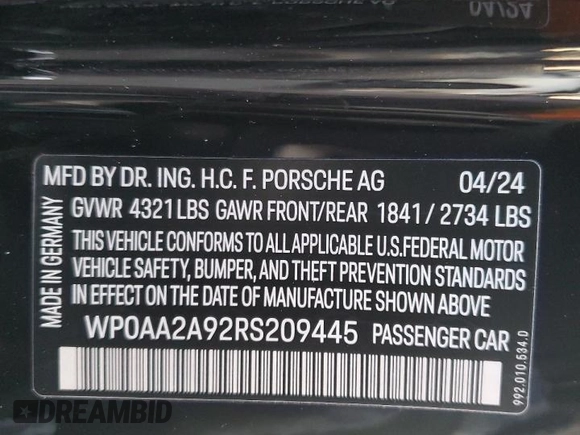 04/24
MFD BY DR. ING. H.C. F. PORSCHE AG 04/24
GVWR 4321 LBS GAWR FRONT/REAR 1841 / 2734 LBS
THIS VEHICLE CONFORMS TO ALL APPLICABLE U.S. FEDERAL MOTOR
VEHICLE SAFETY, BUMPER, AND THEFT PREVENTION STANDARDS
IN EFFECT ON THE DATE OF MANUFACTURE SHOWN ABOVE
WP0AA2A92RS209445 PASSENGER CAR
MADE IN GERMANY
992.010.534.D
DREAMBID